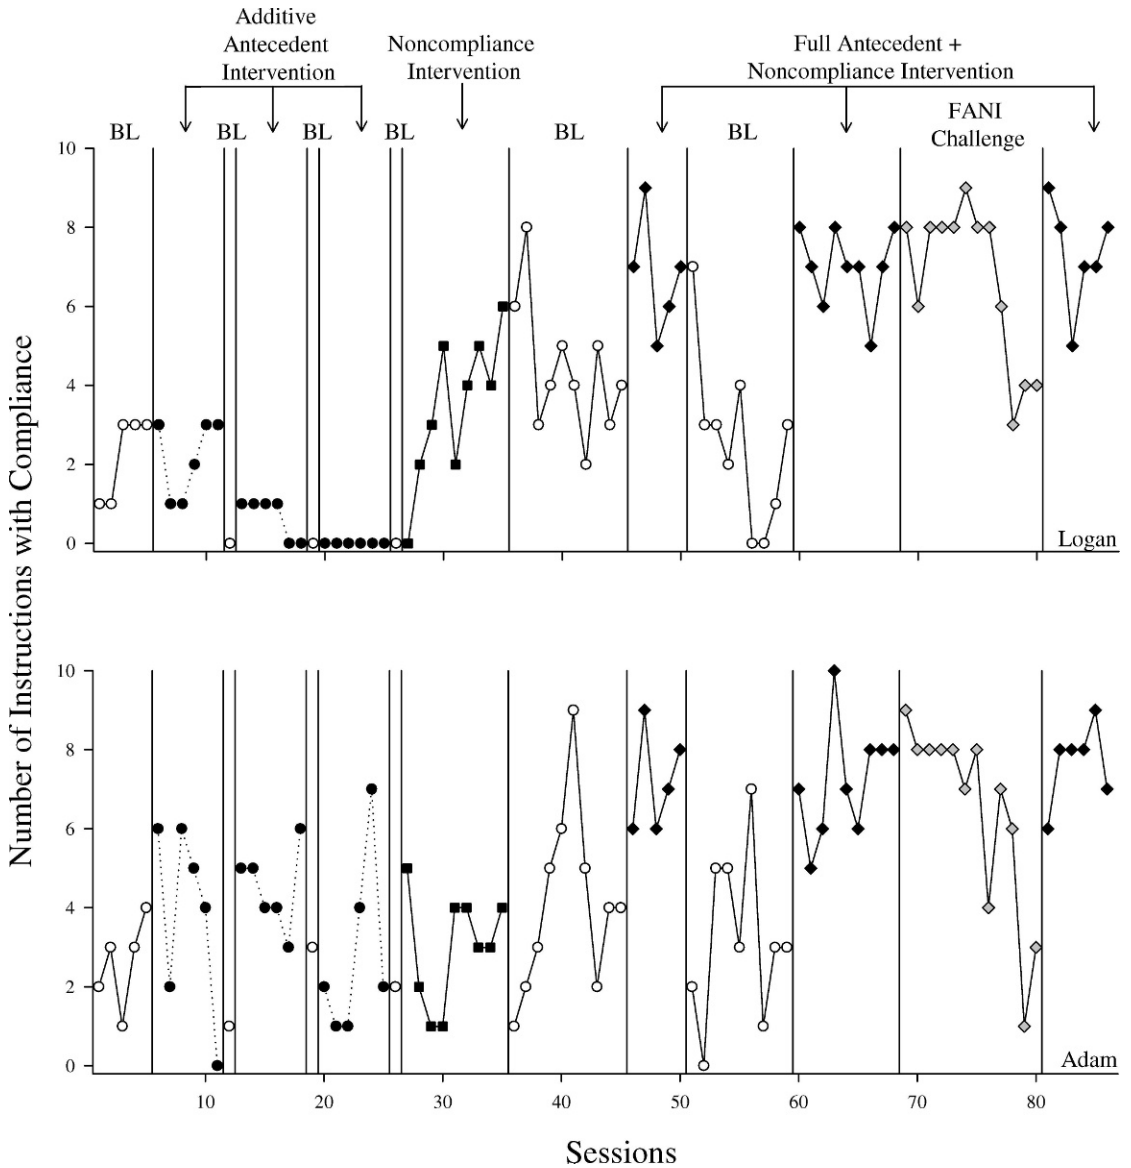 Additive
Antecedent
Intervention
Noncompliance
Intervention
Full Antecedent +
Noncompliance Intervention
BL
BL
BL
BL
BL
BL
FANI
Challenge
10
8
6
4
2
0
Logan
10
8
6
4
2
0
Adam
10
20
30
40
50
60
70
80
Number of Instructions with Compliance
Sessions